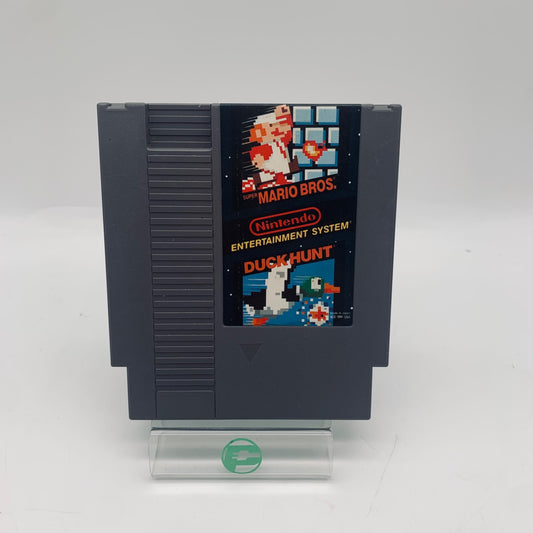 SUPER MARIO BROS.
Nintendo
ENTERTAINMENT SYSTEM
DUCK HUNT